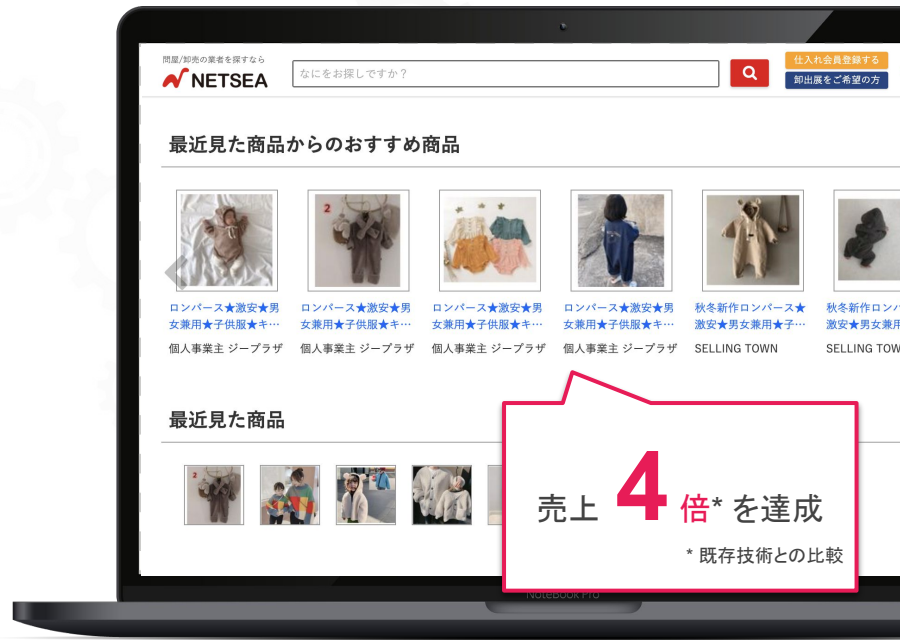 問屋/卸売の業者を探すなら
NETSEA
なにをお探しですか？
仕入れ会員登録する
卸出展をご希望の方
最近見た商品からのおすすめ商品
2
ロンパース★激安★男
女兼用★子供服★キ…
個人事業主 ジープラザ
ロンパース★激安★男
女兼用★子供服★キ…
個人事業主 ジープラザ
ロンパース★激安★男
女兼用★子供服★キ…
個人事業主 ジープラザ
ロンパース★激安★男
女兼用★子供服★キ…
個人事業主 ジープラザ
秋冬新作ロンパース★
激安★男女兼用★子…
SELLING TOWN
秋冬新作ロンパ
激安★男女兼用
SELLING TOW
最近見た商品
2
売上 4 倍* を達成
* 既存技術との比較
NoteBook Pro